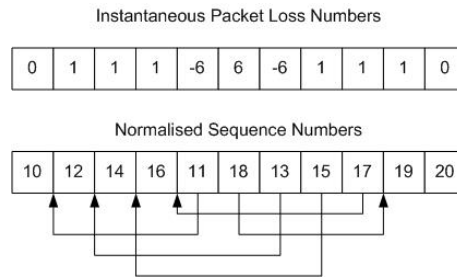 Instantaneous Packet Loss Numbers
0 1 1 1 -6 6 -6 1 1 1 0
Normalised Sequence Numbers
10 12 14 16 11 18 13 15 17 19 20